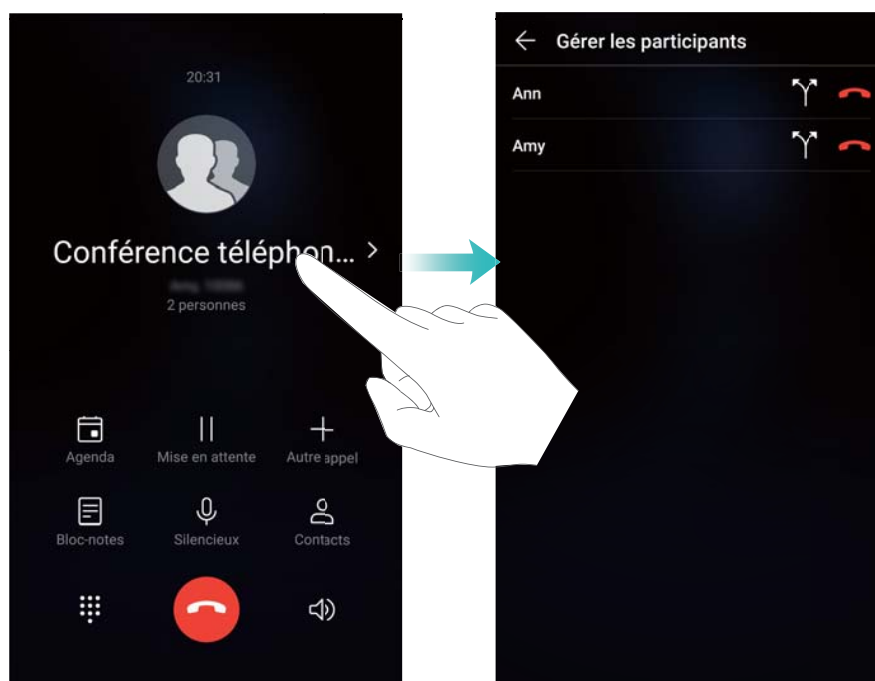 20:31
Conférence téléphon... >
2 personnes
Agenda
Mise en attente
Autre appel
Bloc-notes
Silencieux
Contacts
Gérer les participants
Ann
Amy